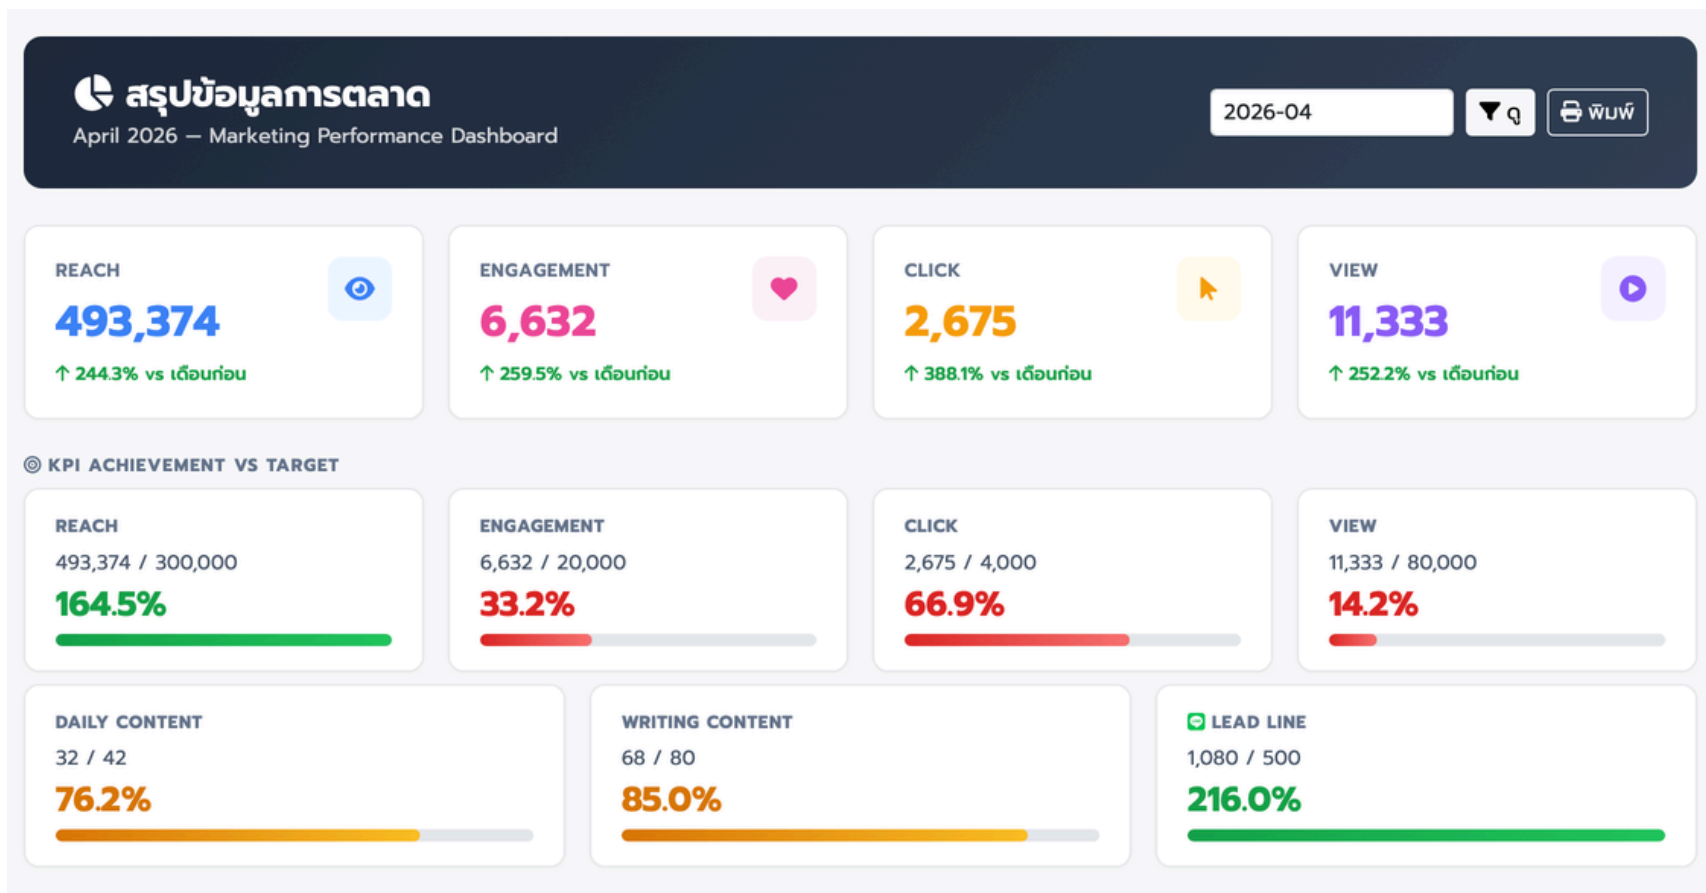 สรุปข้อมูลการตลาด
April 2026 — Marketing Performance Dashboard
2026-04
ดู
พิมพ์
REACH
493,374
↑ 244.3% vs เดือนก่อน
ENGAGEMENT
6,632
↑ 259.5% vs เดือนก่อน
CLICK
2,675
↑ 388.1% vs เดือนก่อน
VIEW
11,333
↑ 252.2% vs เดือนก่อน
KPI ACHIEVEMENT VS TARGET
REACH
493,374 / 300,000
164.5%
ENGAGEMENT
6,632 / 20,000
33.2%
CLICK
2,675 / 4,000
66.9%
VIEW
11,333 / 80,000
14.2%
DAILY CONTENT
32 / 42
76.2%
WRITING CONTENT
68 / 80
85.0%
LEAD LINE
1,080 / 500
216.0%